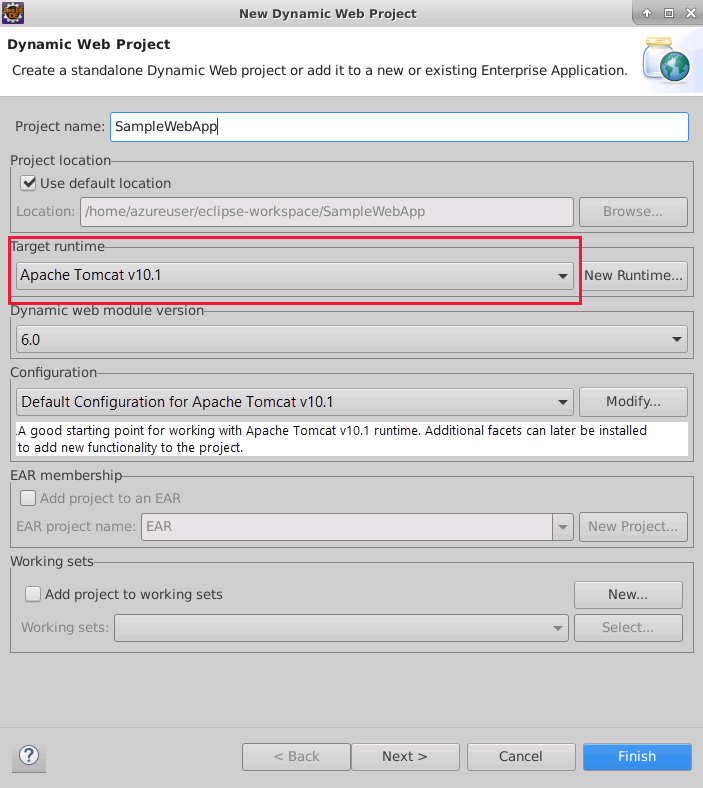 New Dynamic Web Project
Dynamic Web Project
Create a standalone Dynamic Web project or add it to a new or existing Enterprise Application.
Project name: SampleWebApp
Project location
Use default location
Location: /home/azureuser/eclipse-workspace/SampleWebApp Browse...
Target runtime
Apache Tomcat v10.1 New Runtime...
Dynamic web module version
6.0
Configuration
Default Configuration for Apache Tomcat v10.1 Modify...
A good starting point for working with Apache Tomcat v10.1 runtime. Additional facets can later be installed
to add new functionality to the project.
EAR membership
Add project to an EAR
EAR project name: EAR New Project...
Working sets
Add project to working sets New...
Working sets: Select...
? < Back Next > Cancel Finish